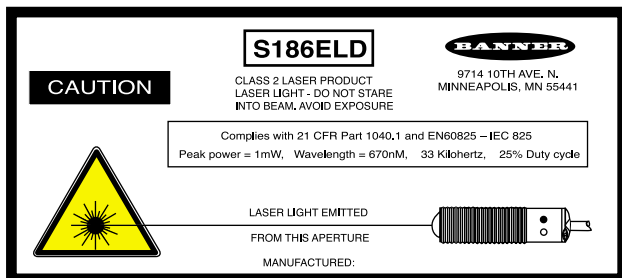 S186ELD
BANNER
CAUTION
CLASS 2 LASER PRODUCT
LASER LIGHT - DO NOT STARE
INTO BEAM. AVOID EXPOSURE
9714 10TH AVE. N.
MINNEAPOLIS, MN 55441
Complies with 21 CFR Part 1040.1 and EN60825 – IEC 825
Peak power = 1mW, Wavelength = 670nM, 33 Kilohertz, 25% Duty cycle
LASER LIGHT EMITTED
FROM THIS APERTURE
MANUFACTURED: